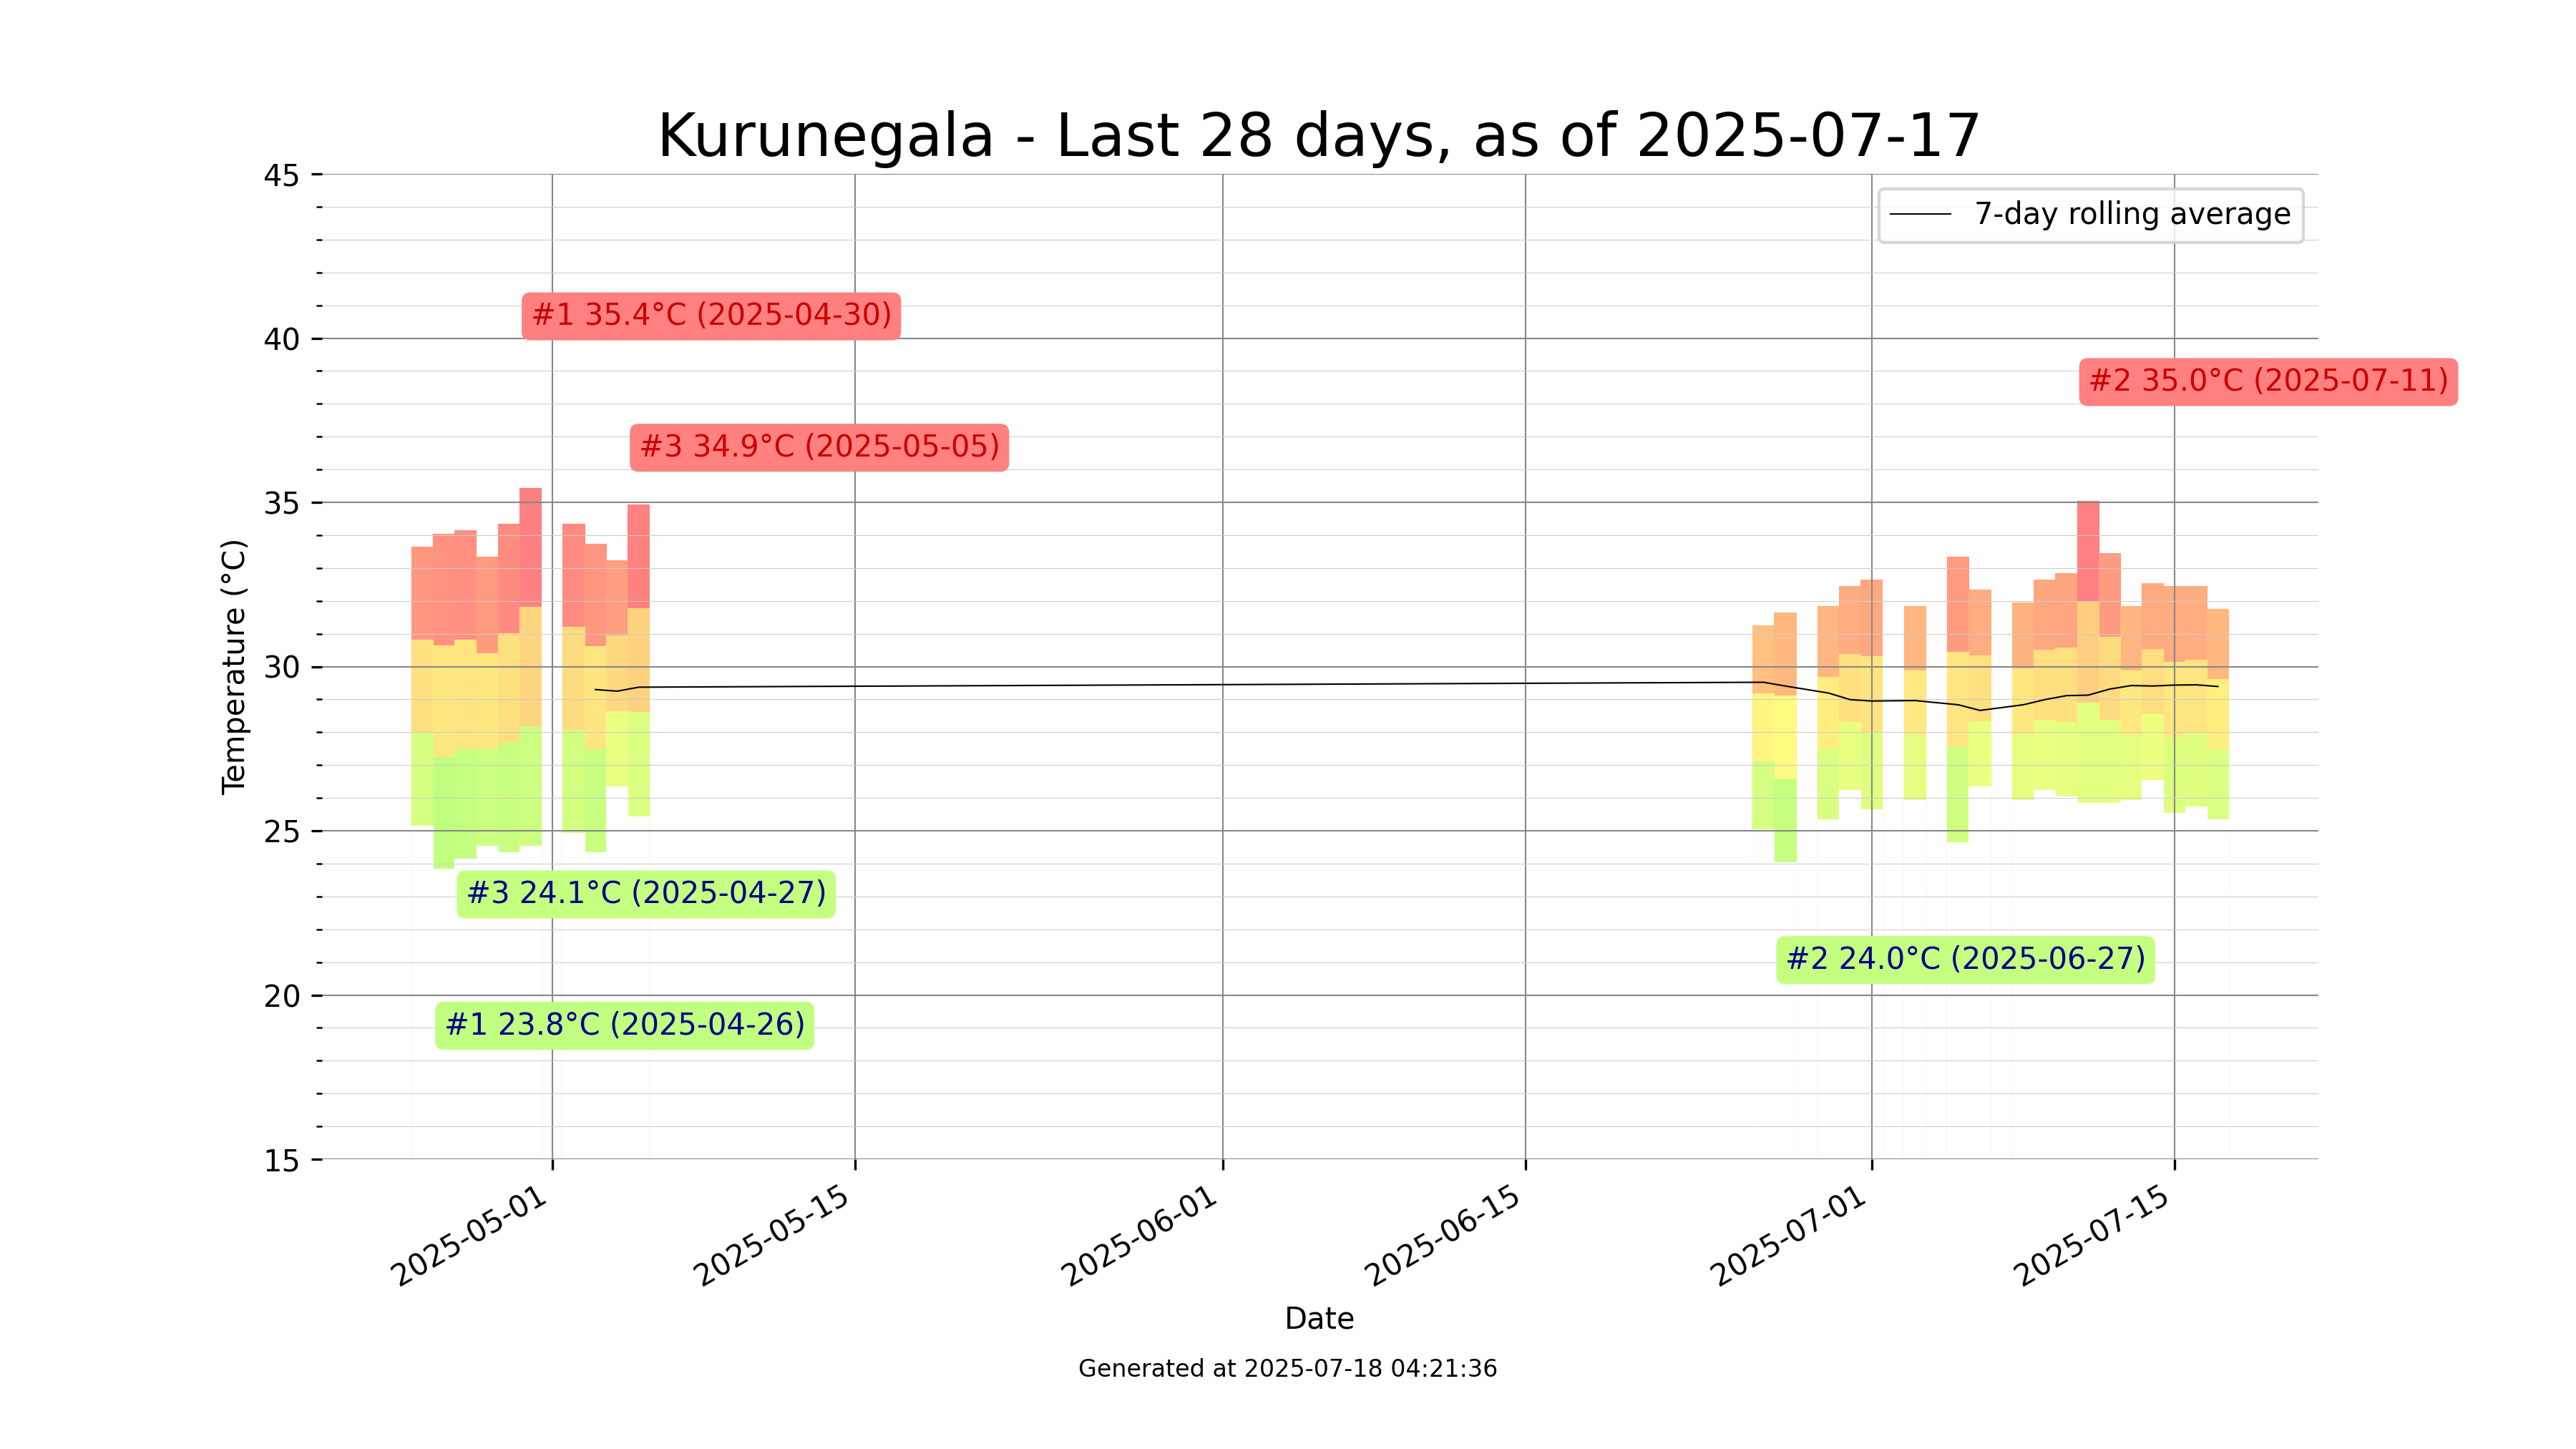 Kurunegala - Last 28 days, as of 2025-07-17
45
7-day rolling average
#1 35.4°C (2025-04-30)
40
#2 35.0°C (2025-07-11)
#3 34.9°C (2025-05-05)
35
30
Temperature (°C)
25
#3 24.1°C (2025-04-27)
#2 24.0°C (2025-06-27)
20
#1 23.8°C (2025-04-26)
15
2025-05-01
2025-05-15
2025-06-01
2025-06-15
2025-07-01
2025-07-15
Date
Generated at 2025-07-18 04:21:36